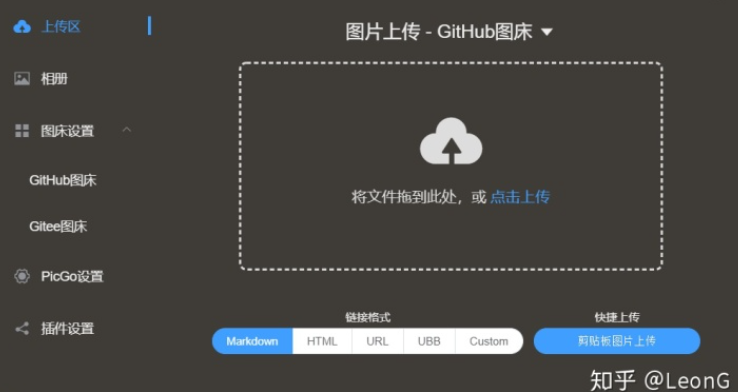 上传区
相册
图床设置
GitHub图床
Gitee图床
PicGo设置
插件设置
图片上传 - GitHub图床
将文件拖到此处，或 点击上传
链接格式
Markdown HTML URL UBB Custom
快捷上传
剪贴板图片上传
知乎 @LeonG